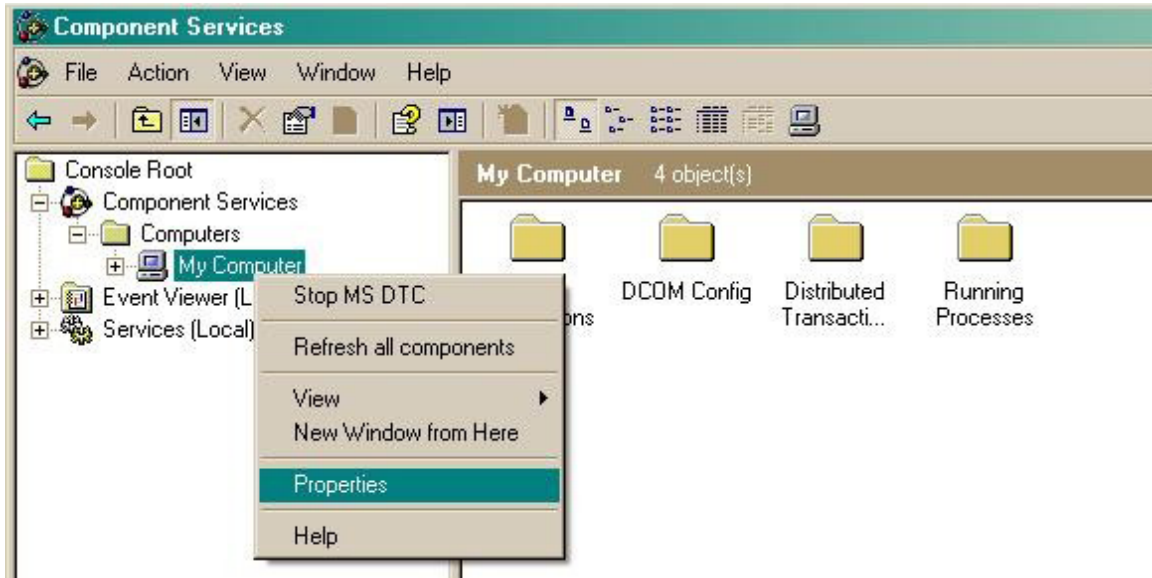 Component Services
File Action View Window Help
Console Root
Component Services
Computers
My Computer
Event Viewer (L
Services (Local)
Stop MS DTC
Refresh all components
View
New Window from Here
Properties
Help
My Computer 4 object(s)
ons
DCOM Config
Distributed
Transacti...
Running
Processes